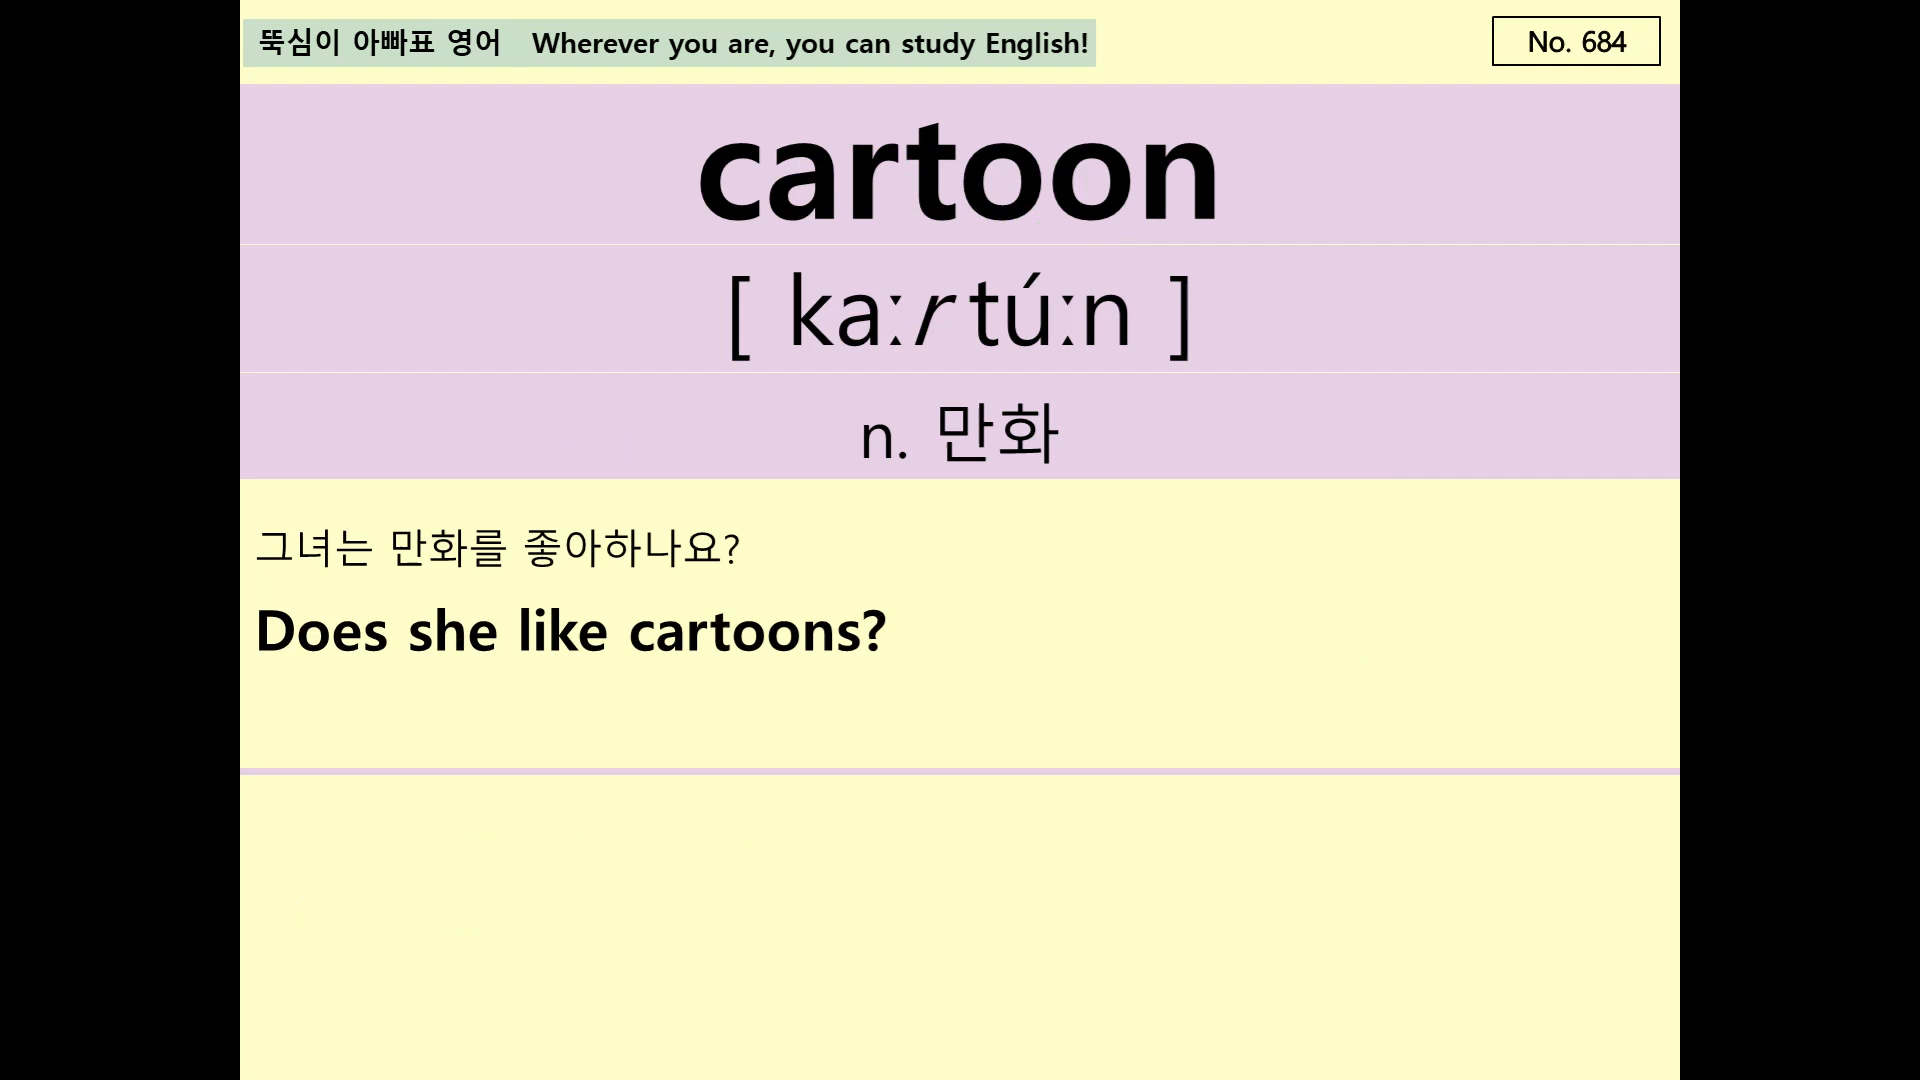 뚝심이 아빠표 영어 Wherever you are, you can study English!
No. 684
cartoon
[ kaːrtúːn ]
n. 만화
그녀는 만화를 좋아하나요?
Does she like cartoons?